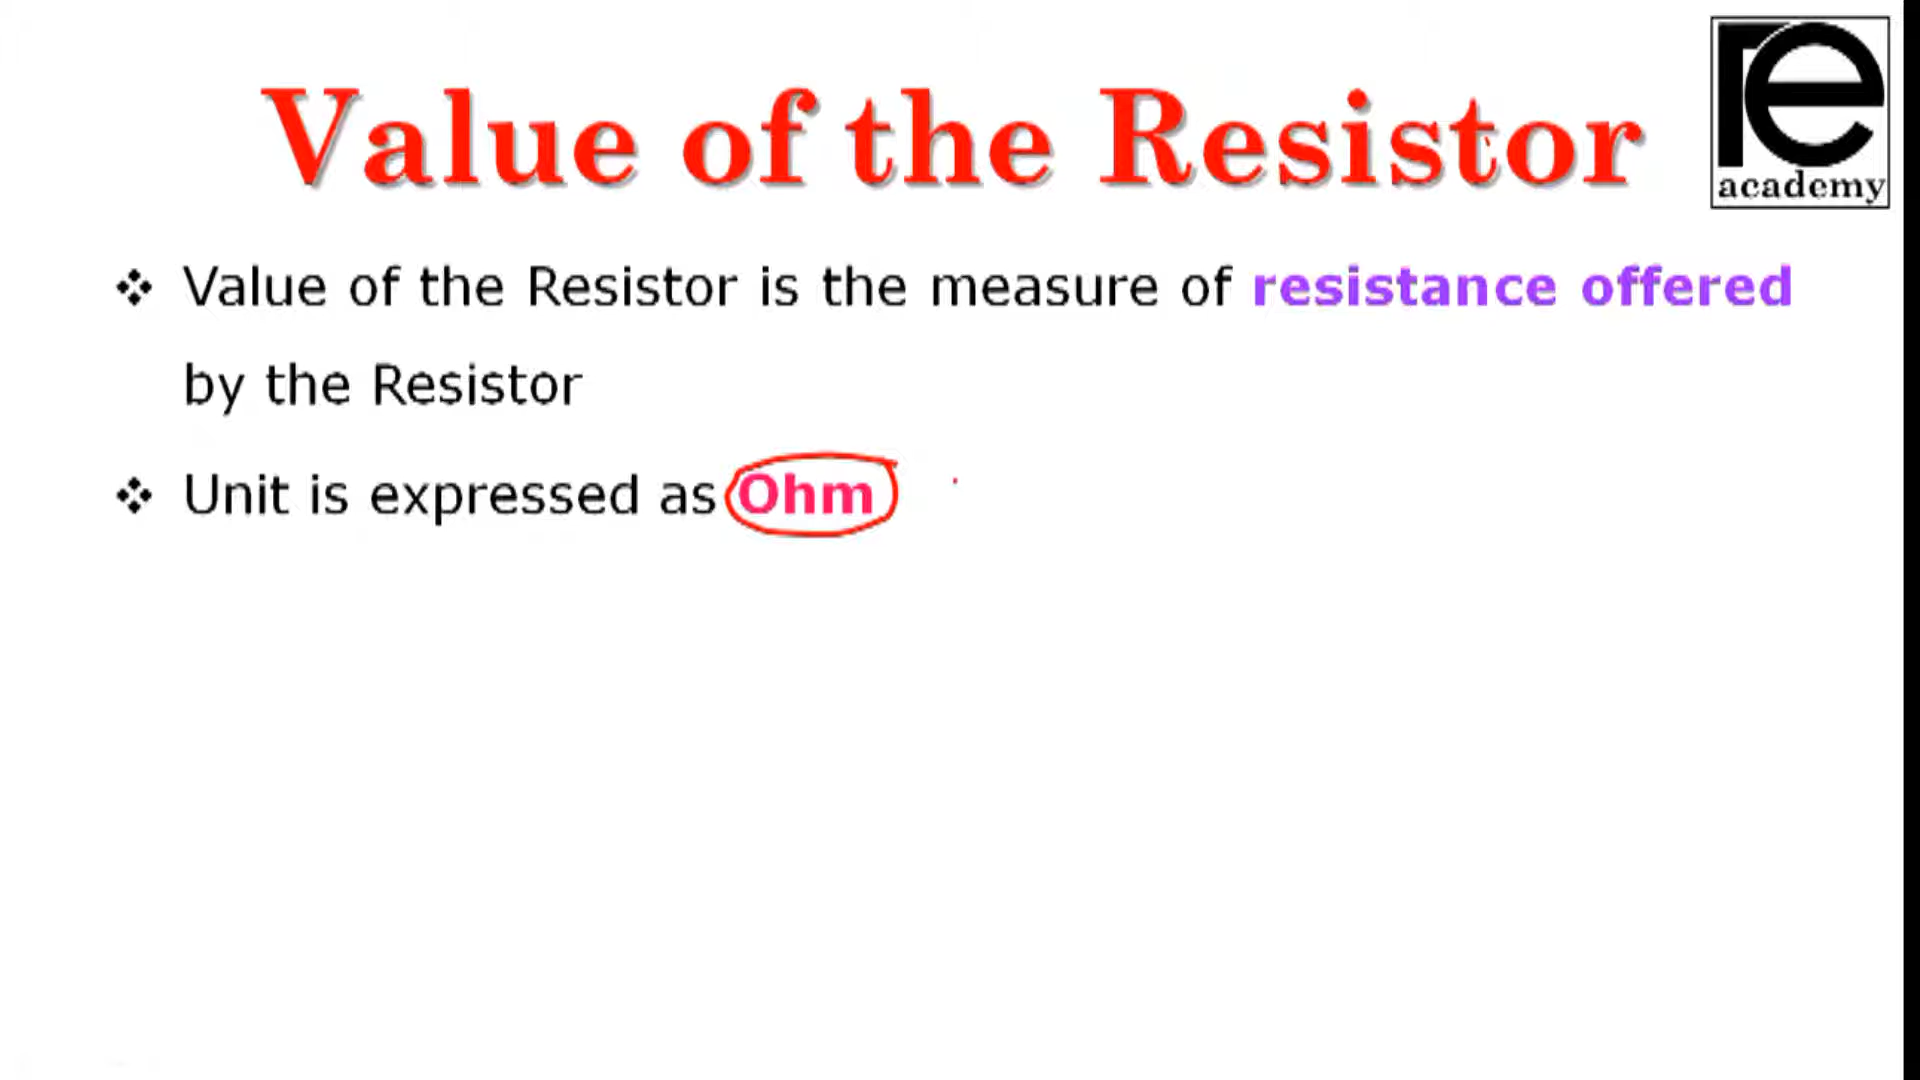 Value of the Resistor
re
academy
❖ Value of the Resistor is the measure of resistance offered
by the Resistor
❖ Unit is expressed as Ohm